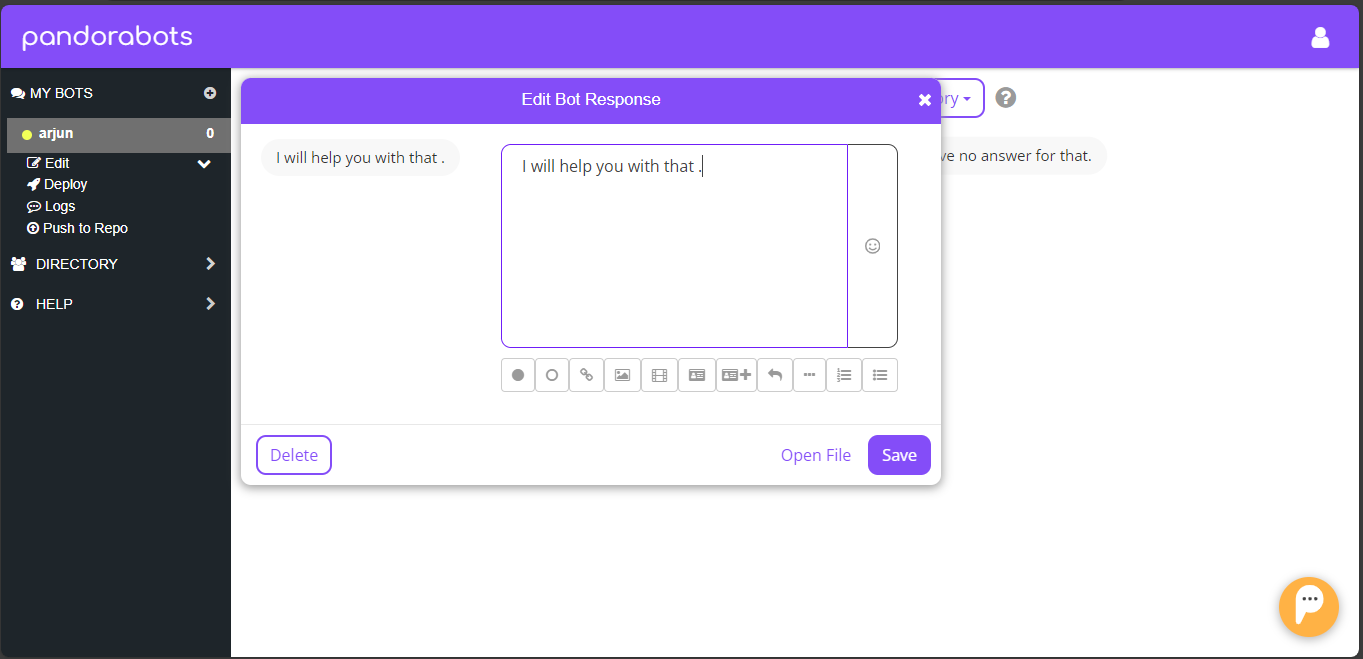 pandorabots
MY BOTS
arjun 0
Edit
Deploy
Logs
Push to Repo
DIRECTORY
HELP
Edit Bot Response
ory
I will help you with that .
I will help you with that .
ve no answer for that.
Delete
Open File
Save